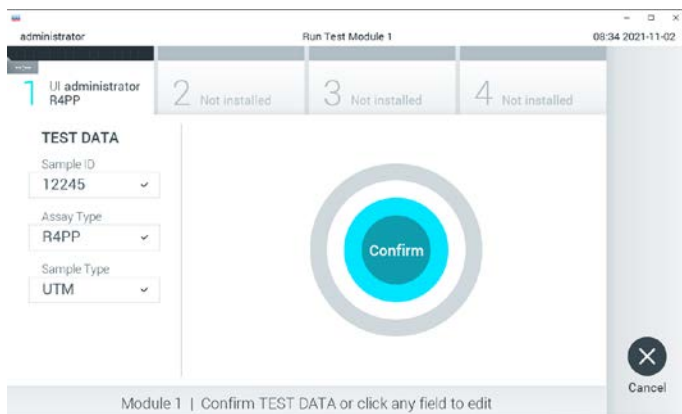 administrator
Run Test Module 1
08:34 2021-11-02
1
UI administrator
R4PP
2 Not installed
3 Not installed
4 Not installed
TEST DATA
Sample ID
12245
Assay Type
R4PP
Sample Type
UTM
Confirm
Cancel
Module 1 | Confirm TEST DATA or click any field to edit